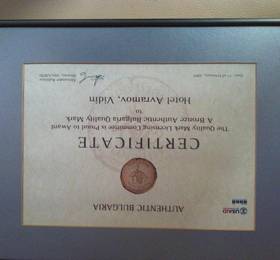 USAID
AUTHENTIC BULGARIA
CERTIFICATE
The Quality Mark Licensing Committee is Proud to Award
A Bronze Authentic Bulgaria Quality Mark
to
Hotel Avramov, Vidin